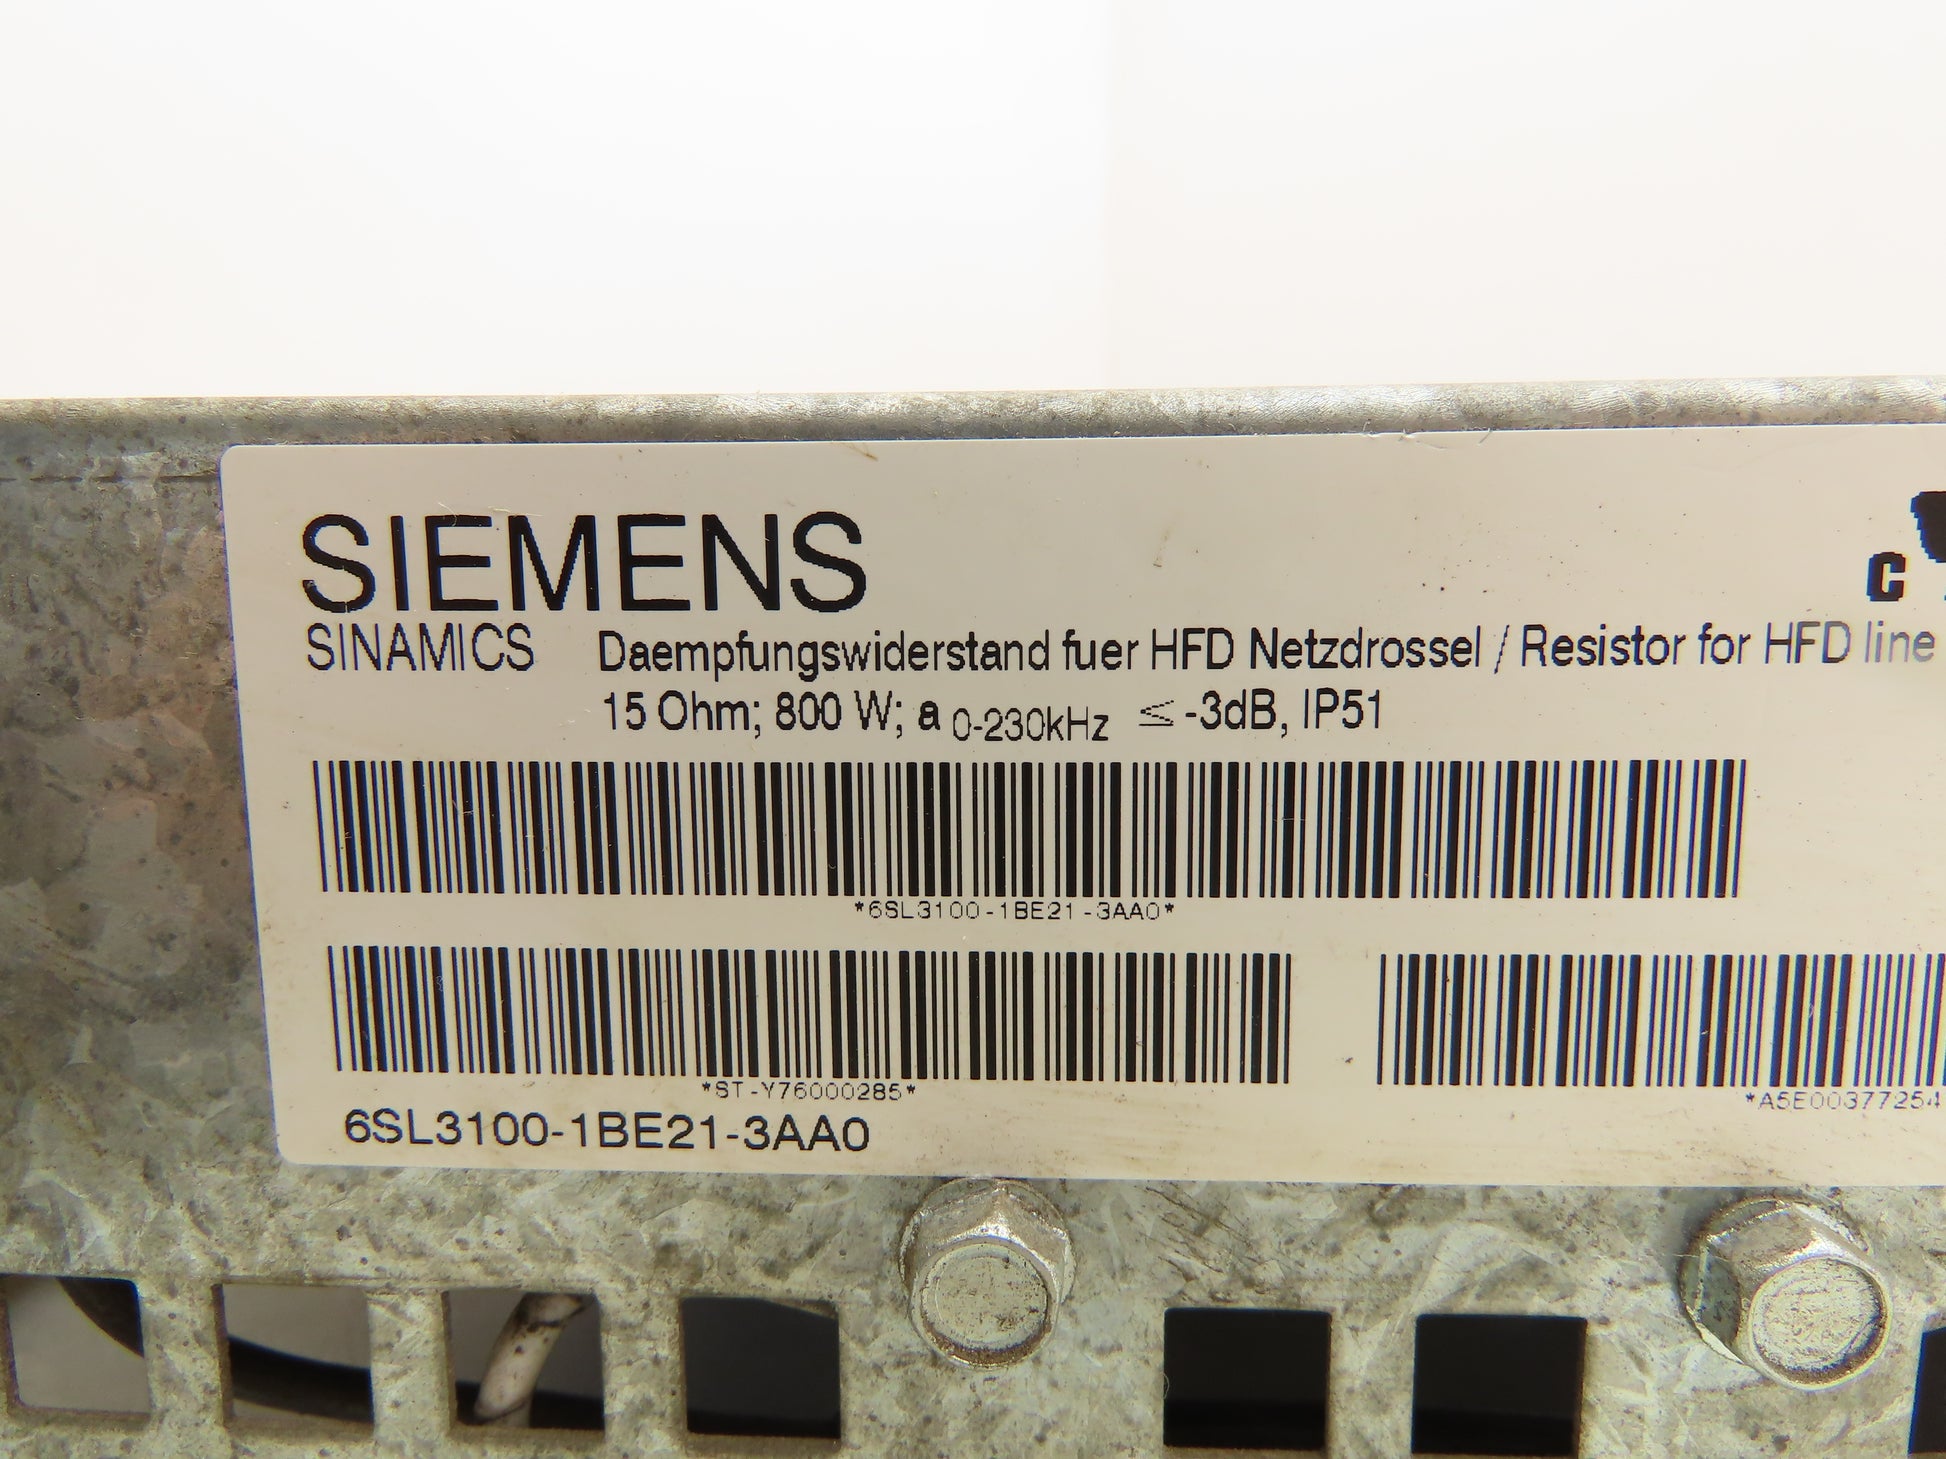 SIEMENS
C
SINAMICS Daempfungswiderstand fuer HFD Netzdrossel / Resistor for HFD line
15 Ohm; 800 W; a 0-230kHz ≤ -3dB, IP51
*6SL3100-1BE21-3AA0*
*ST-Y76000285*
*A5E00377254
6SL3100-1BE21-3AA0